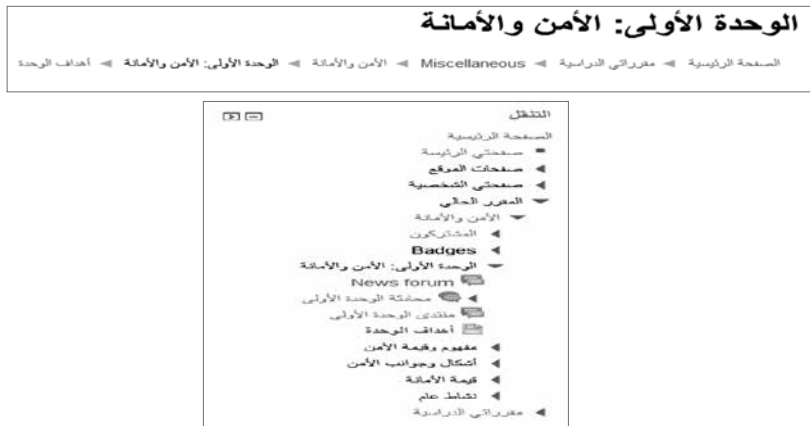 الوحدة الأولى: الأمن والأمانة
الصفحة الرئيسية ◄ مقرراتي الدراسية ◄ Miscellaneous ◄ الأمن والأمانة ◄ الوحدة الأولى: الأمن والأمانة ◄ أهداف الوحدة
التنقل
الصفحة الرئيسية
صفحتي الرئيسة
صفحات الموقع
صفحتي الشخصية
المقرر الحالي
الأمن والأمانة
المشتركون
Badges
الوحدة الأولى: الأمن والأمانة
News forum
محادثة الوحدة الأولى
منتدى الوحدة الأولى
أهداف الوحدة
مفهوم وقيمة الأمن
أشكال وجوانب الأمن
قيمة الأمانة
نشاط عام
مقرراتي الدراسية